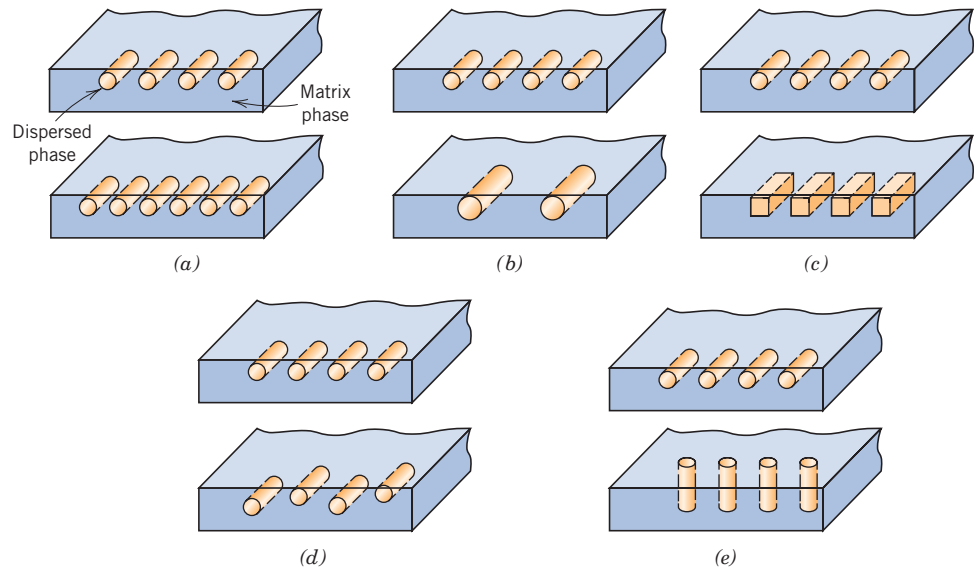 Matrix
phase
Dispersed
phase
(a)
(b)
(c)
(d)
(e)